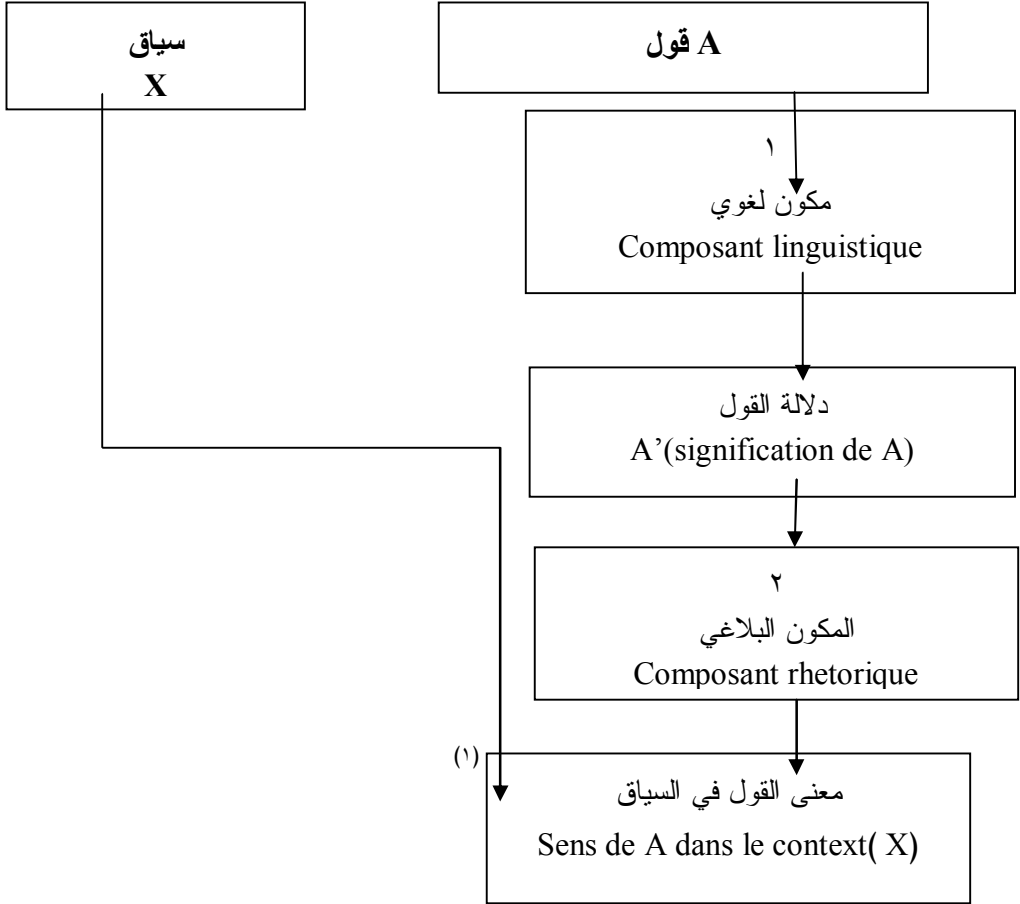 سياق
X
A قول
١
مكون لغوي
Composant linguistique
دلالة القول
A’(signification de A)
٢
المكون البلاغي
Composant rhetorique
(١)
معنى القول في السياق
Sens de A dans le context( X)